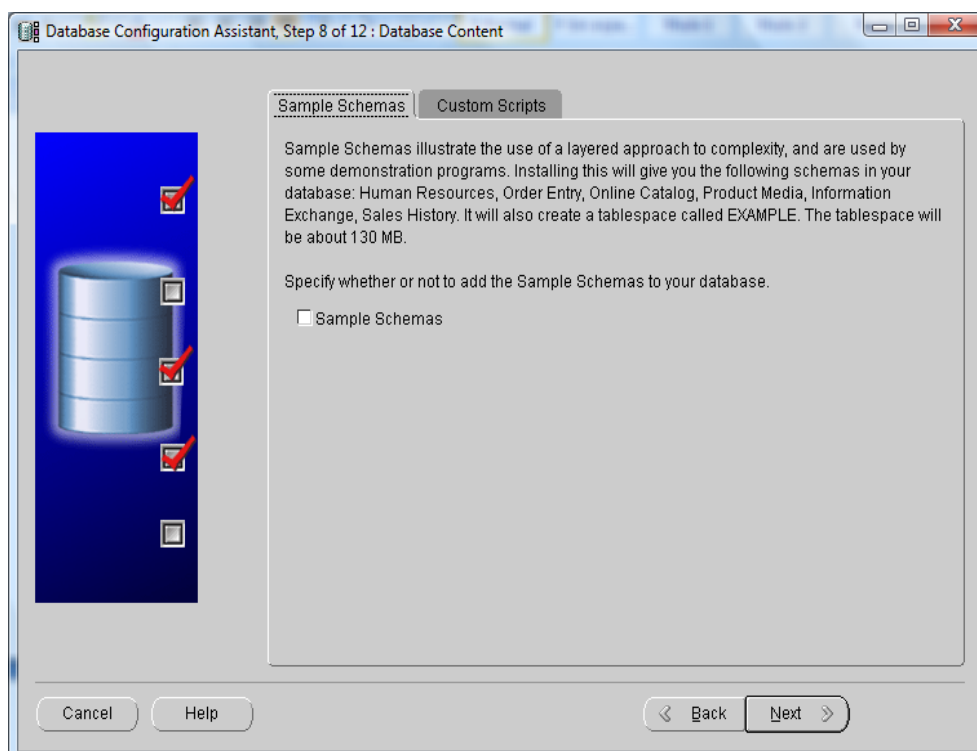 Database Configuration Assistant, Step 8 of 12 : Database Content
Sample Schemas
Custom Scripts
Sample Schemas illustrate the use of a layered approach to complexity, and are used by
some demonstration programs. Installing this will give you the following schemas in your
database: Human Resources, Order Entry, Online Catalog, Product Media, Information
Exchange, Sales History. It will also create a tablespace called EXAMPLE. The tablespace will
be about 130 MB.
Specify whether or not to add the Sample Schemas to your database.
Sample Schemas
Cancel
Help
Back
Next